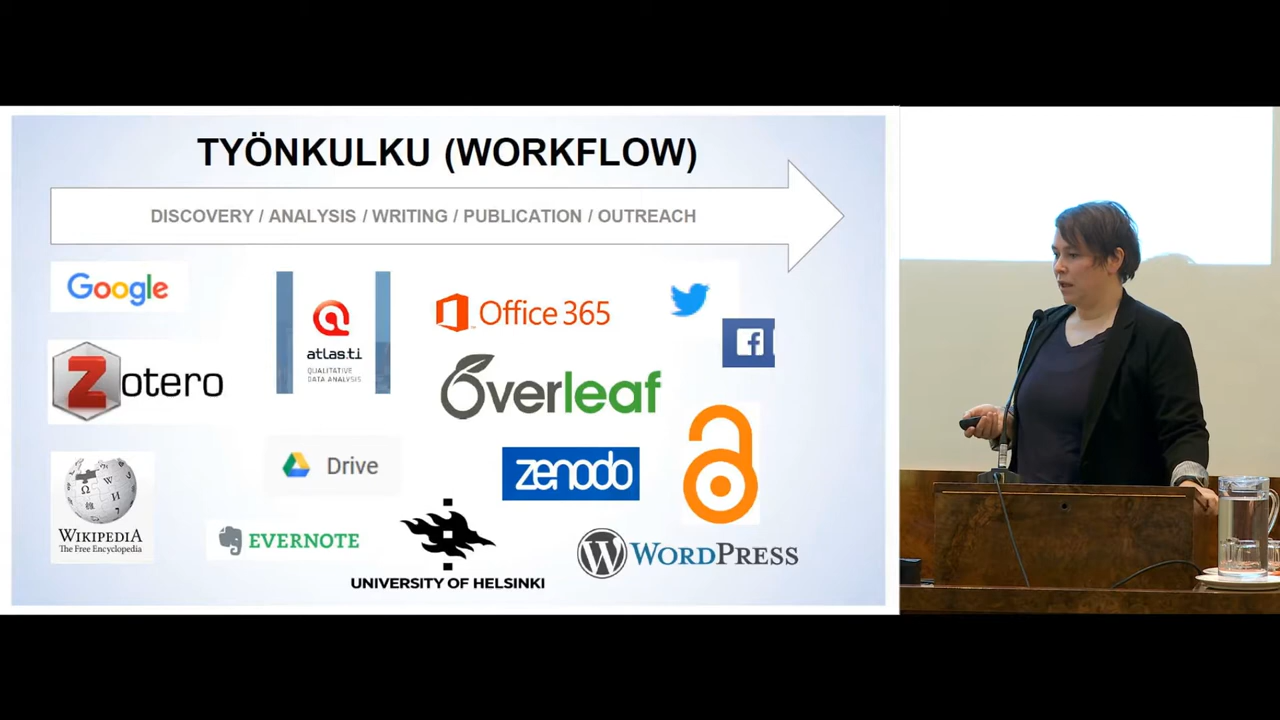 TYÖNKULKU (WORKFLOW)
DISCOVERY / ANALYSIS / WRITING / PUBLICATION / OUTREACH
Google
Zotero
WIKIPEDIA
The Free Encyclopedia
atlas.ti
QUALITATIVE
DATA ANALYSIS
Drive
EVERNOTE
Office 365
Overleaf
zenodo
UNIVERSITY OF HELSINKI
WORDPRESS